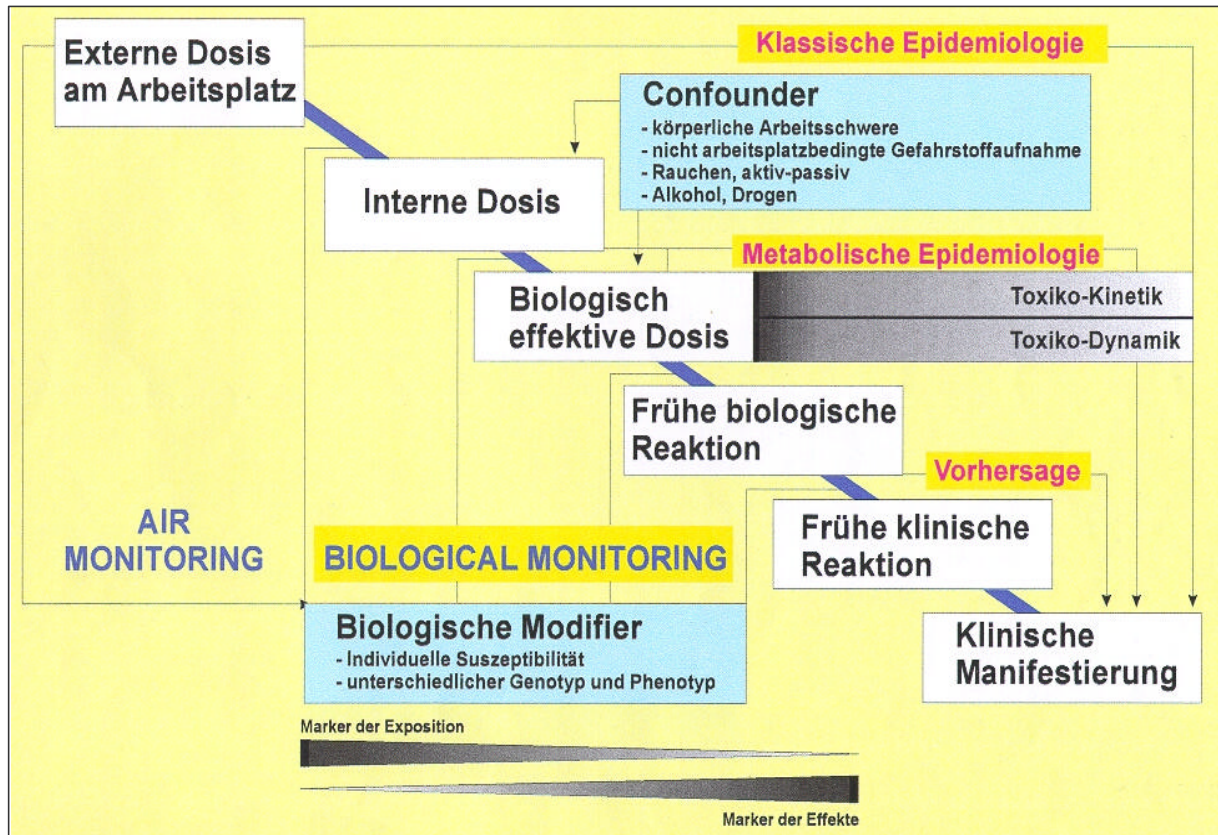 Externe Dosis
am Arbeitsplatz
Klassische Epidemiologie
Confounder
- körperliche Arbeitsschwere
- nicht arbeitsplatzbedingte Gefahrstoffaufnahme
- Rauchen, aktiv-passiv
- Alkohol, Drogen
Interne Dosis
Metabolische Epidemiologie
Biologisch
effektive Dosis
Toxiko-Kinetik
Toxiko-Dynamik
Frühe biologische
Reaktion
Vorhersage
Frühe klinische
Reaktion
AIR
MONITORING
BIOLOGICAL MONITORING
Biologische Modifier
- Individuelle Suszeptibilität
- unterschiedlicher Genotyp und Phenotyp
Klinische
Manifestierung
Marker der Exposition
Marker der Effekte